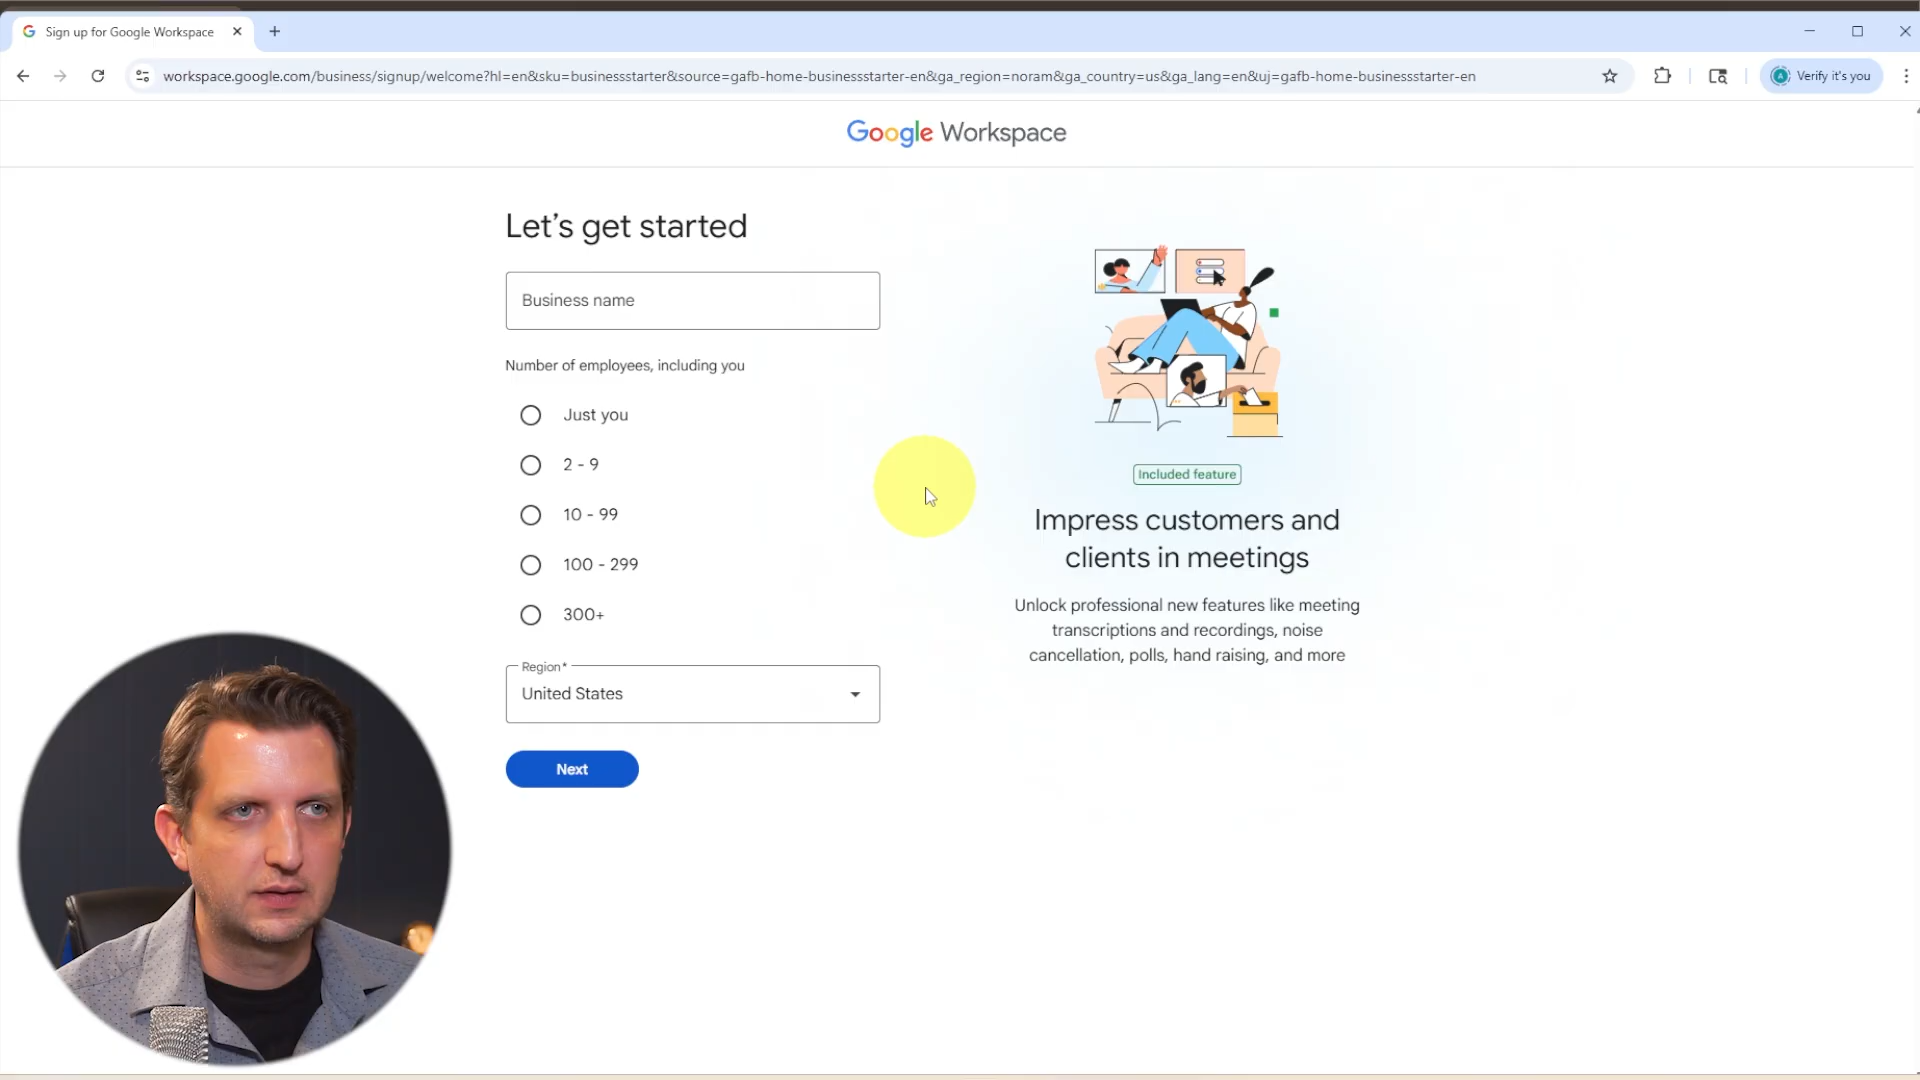 Sign up for Google Workspace
workspace.google.com/business/signup/welcome?hl=en&sku=businessstarter&source=gafb-home-businessstarter-en&ga_region=noram&ga_country=us&ga_lang=en&uj=gafb-home-businessstarter-en
A
Verify it's you
Google Workspace
Let's get started
Business name
Number of employees, including you
Just you
2 - 9
10 - 99
100 - 299
300+
Region*
United States
Next
Included feature
Impress customers and
clients in meetings
Unlock professional new features like meeting
transcriptions and recordings, noise
cancellation, polls, hand raising, and more